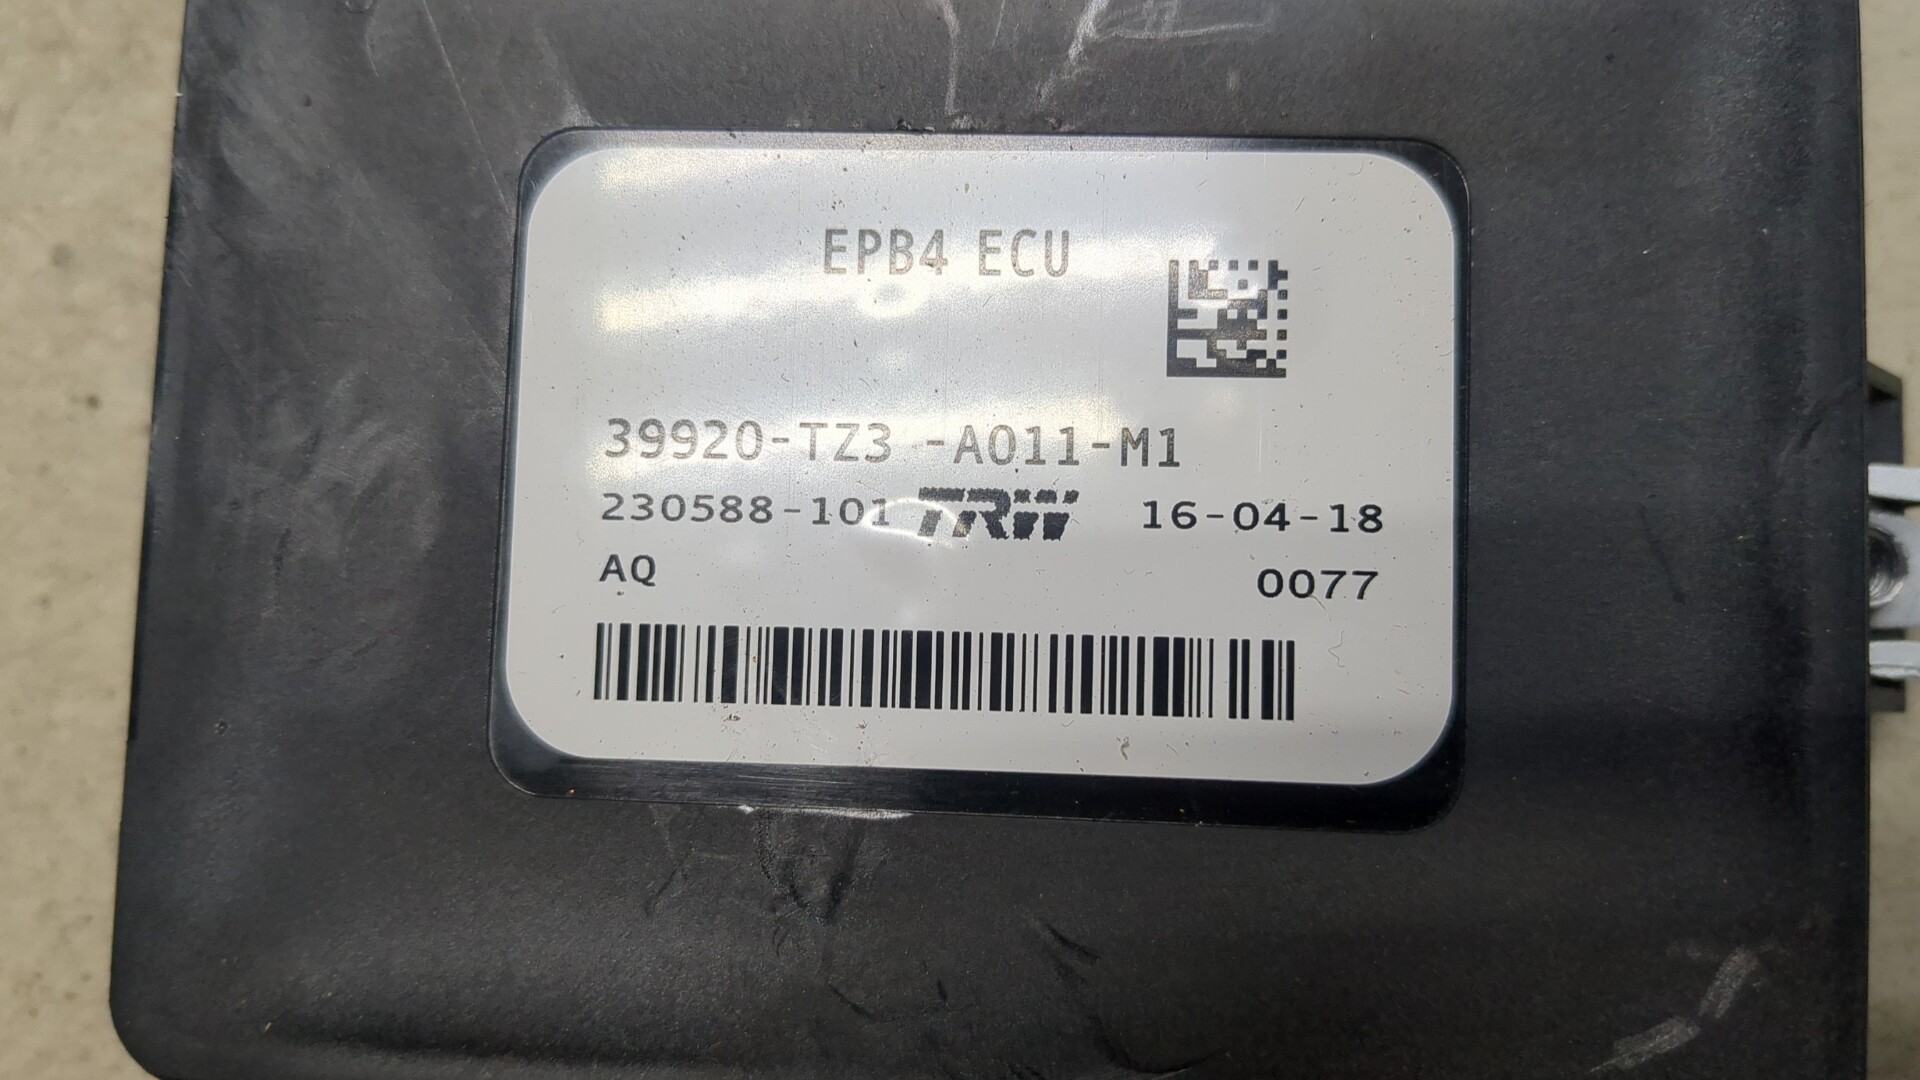 EPB4 ECU
39920-TZ3 -A011-M1
230588-101 TRW 16-04-18
AQ 0077